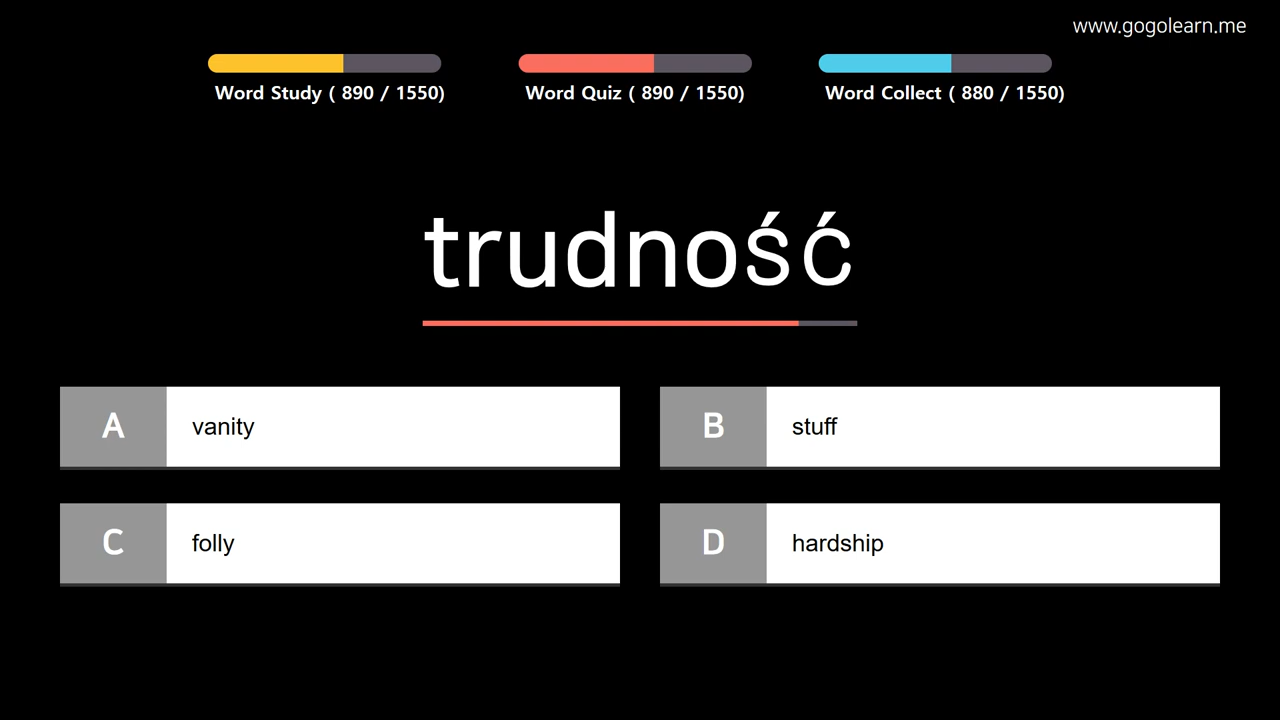 www.gogolearn.me
Word Study ( 890 / 1550)
Word Quiz ( 890 / 1550)
Word Collect ( 880 / 1550)
trudność
A vanity
B stuff
C folly
D hardship